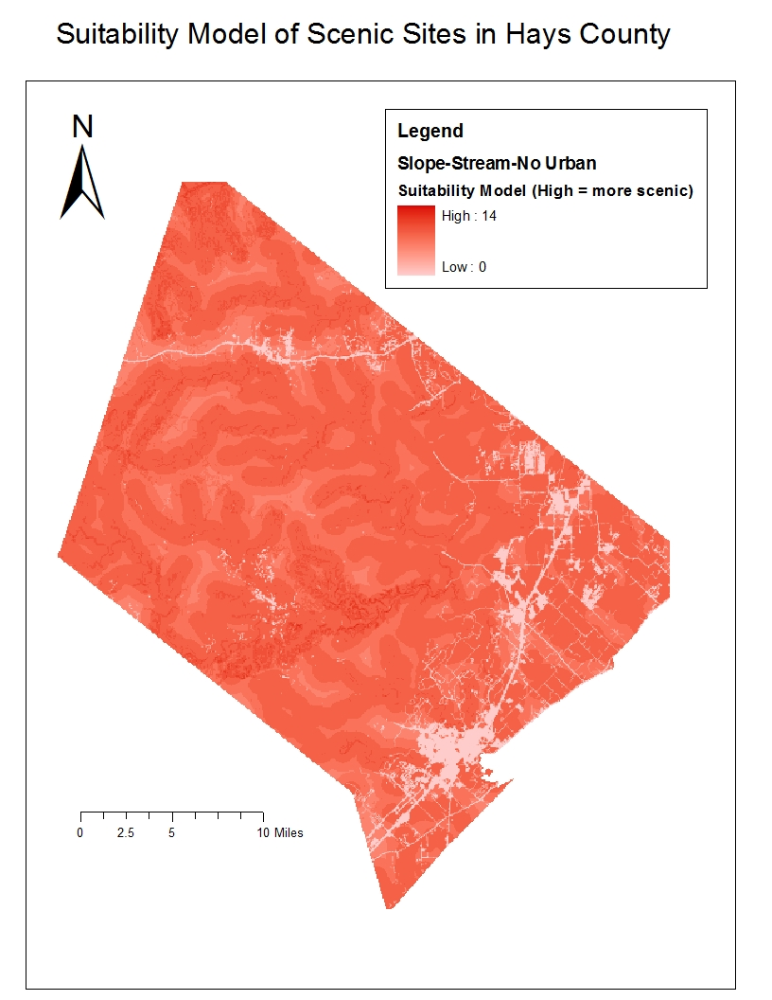 Suitability Model of Scenic Sites in Hays County
N
Legend
Slope-Stream-No Urban
Suitability Model (High = more scenic)
High : 14
Low : 0
0 2.5 5 10 Miles